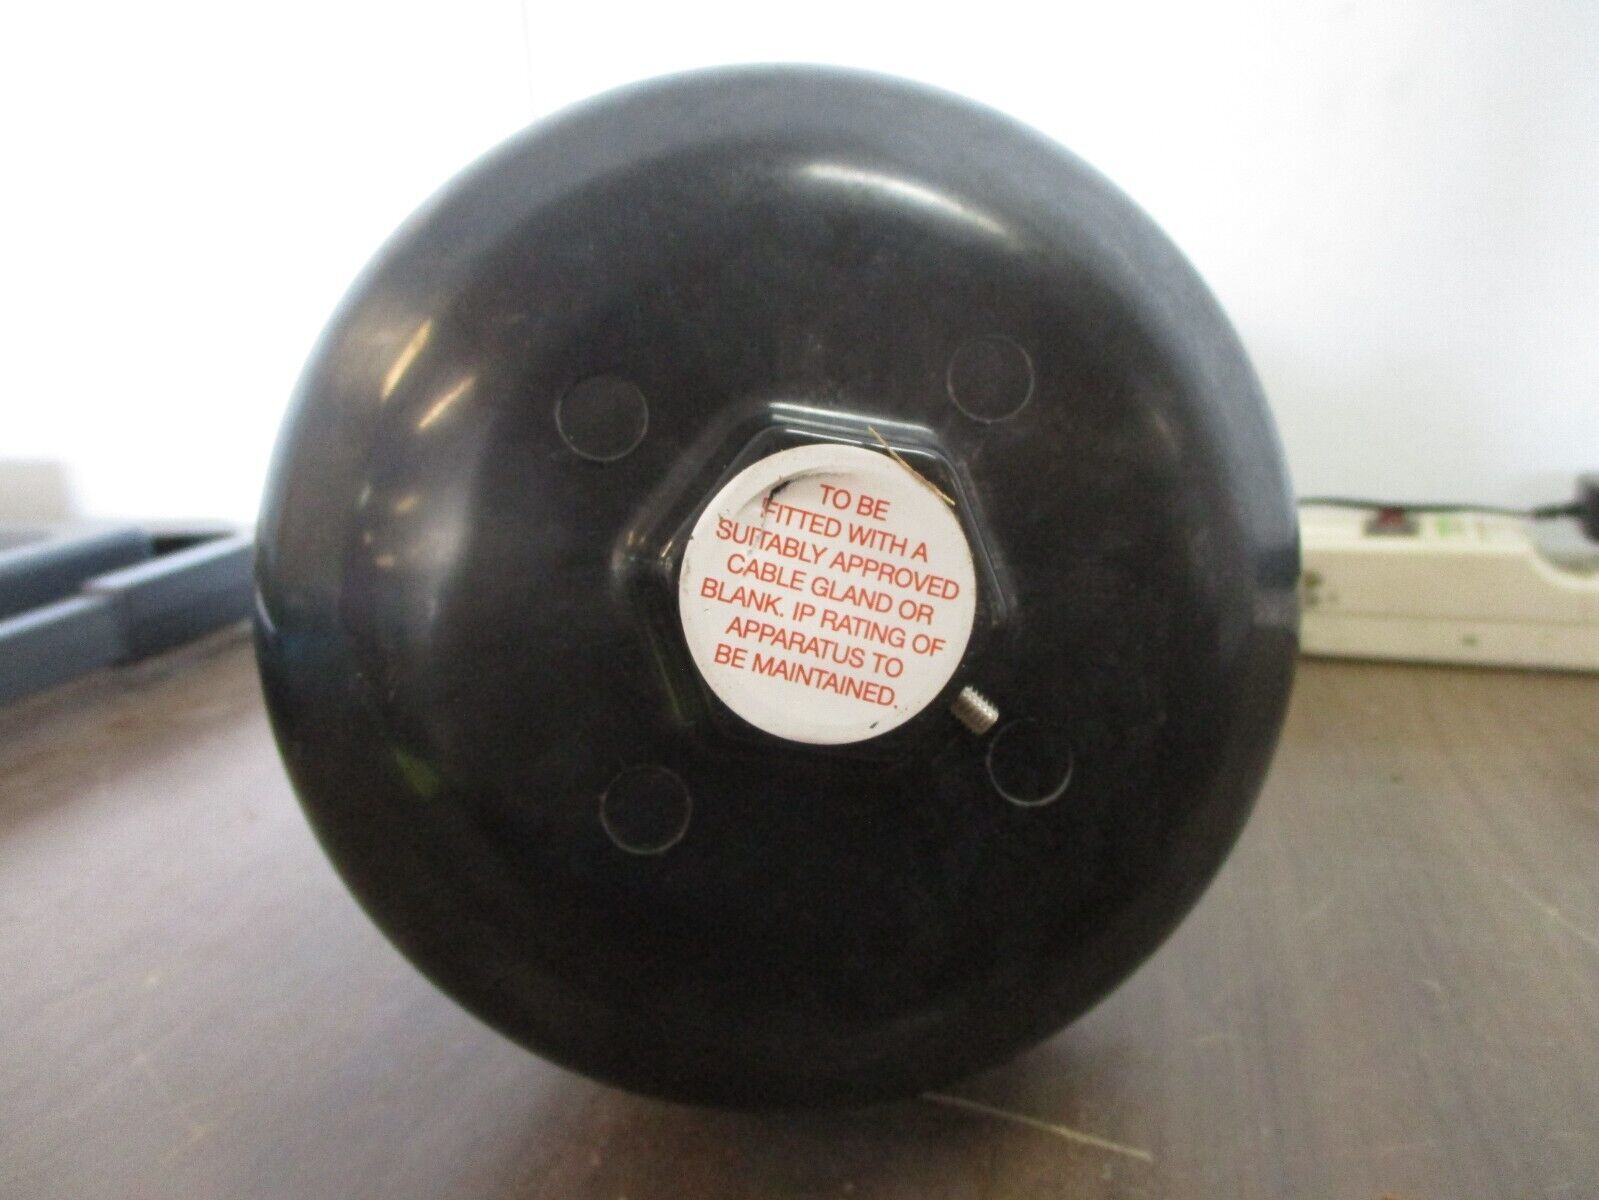 TO BE
FITTED WITH A
SUITABLY APPROVED
CABLE GLAND OR
BLANK. IP RATING OF
APPARATUS TO
BE MAINTAINED.